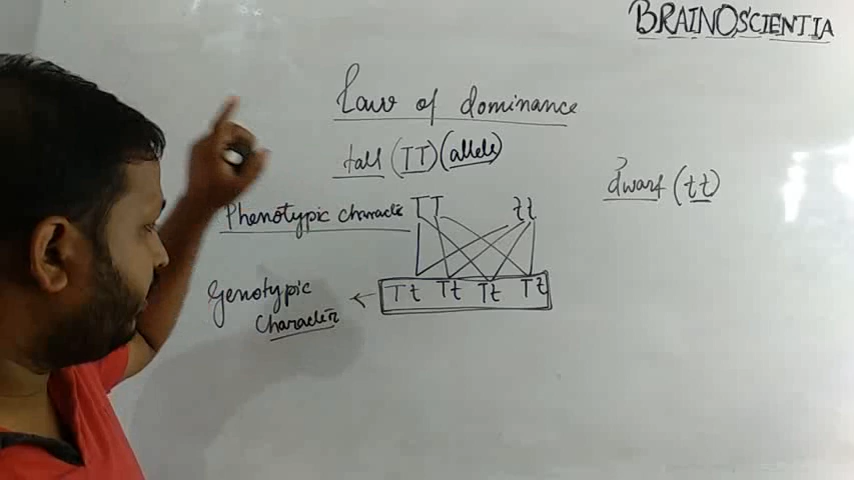 BRAINOSCIENTIA
Law of dominance
tall (TT) (allele)
dwarf (tt)
Phenotypic characte TT tt
Genotypic
Character
Tt Tt Tt Tt